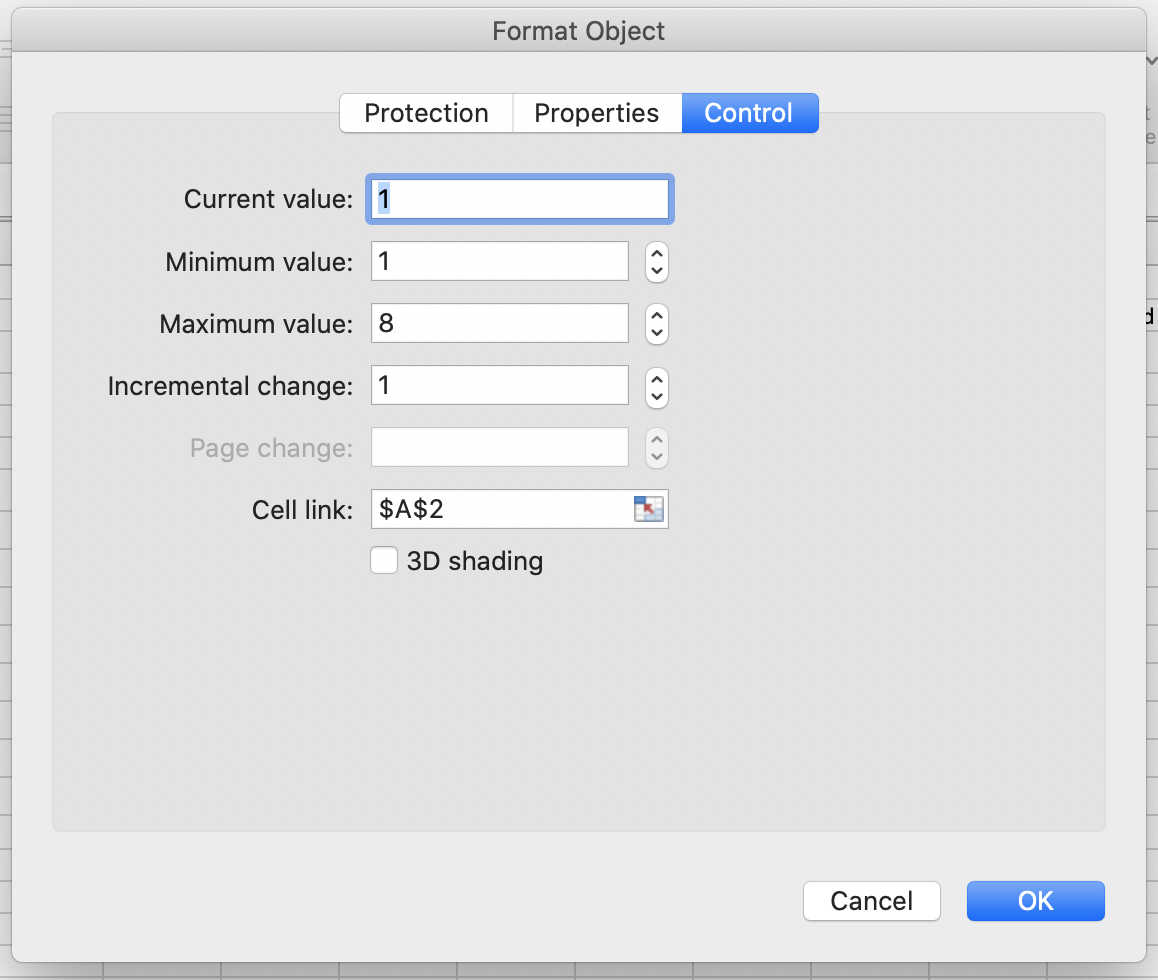 Format Object
Protection Properties Control
Current value: 1
Minimum value: 1
Maximum value: 8
Incremental change: 1
Page change:
Cell link: $A$2
3D shading
Cancel OK